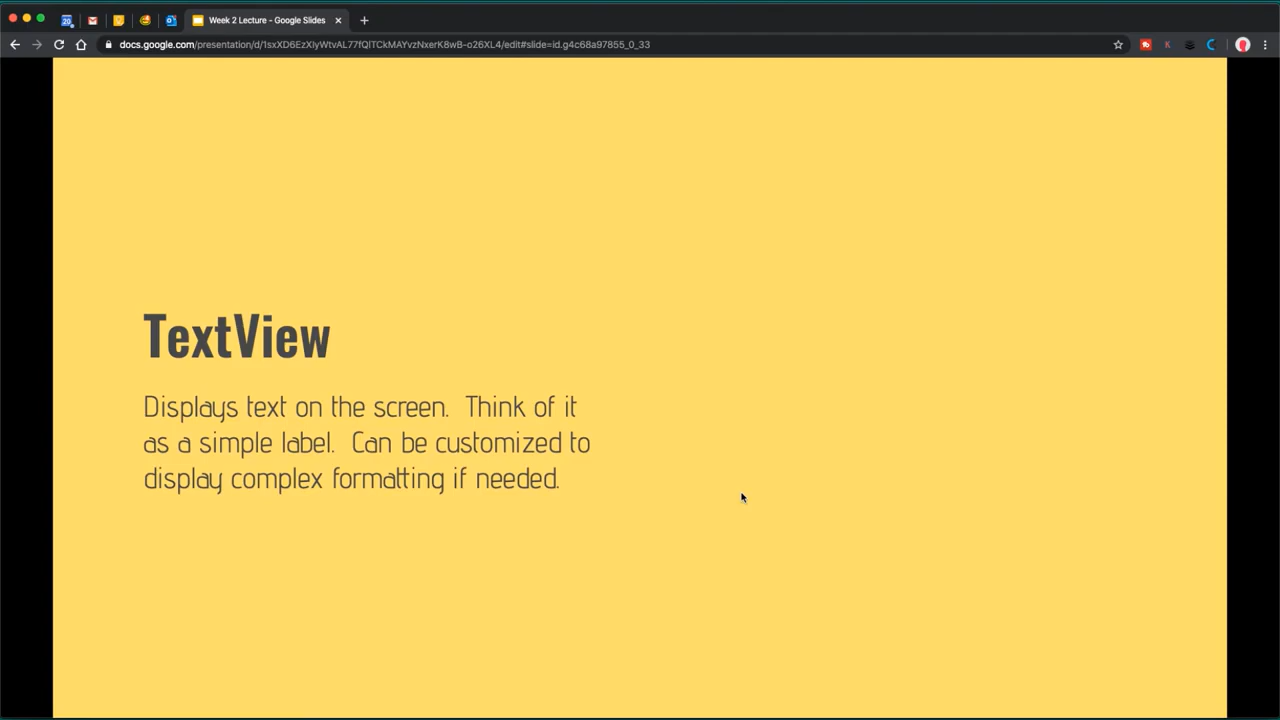 Week 2 Lecture - Google Slides
docs.google.com/presentation/d/1sxXD6EzXIyWtvAL77fQITCkMAYvzNxerK8wB-o26XL4/edit#slide=id.g4c68a97855_0_33
TextView
Displays text on the screen. Think of it
as a simple label. Can be customized to
display complex formatting if needed.